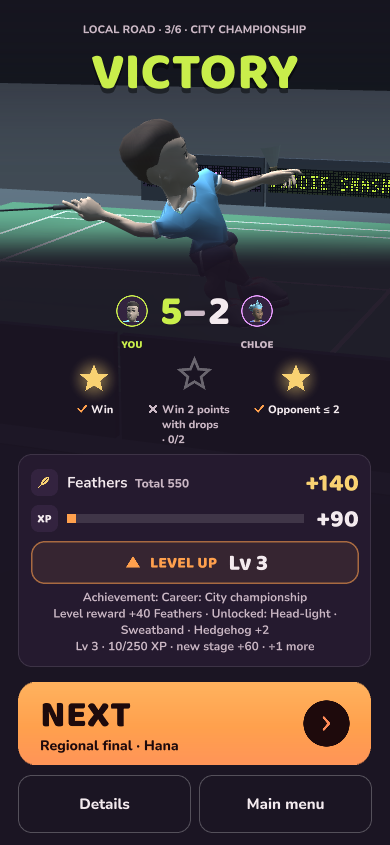 LOCAL ROAD · 3/6 · CITY CHAMPIONSHIP
VICTORY
5–2
YOU
CHLOE
Win
Win 2 points
with drops
· 0/2
Opponent ≤ 2
Feathers Total 550 +140
XP +90
LEVEL UP Lv 3
Achievement: Career: City championship
Level reward +40 Feathers · Unlocked: Head-light ·
Sweatband · Hedgehog +2
Lv 3 · 10/250 XP · new stage +60 · +1 more
NEXT
Regional final · Hana
Details
Main menu